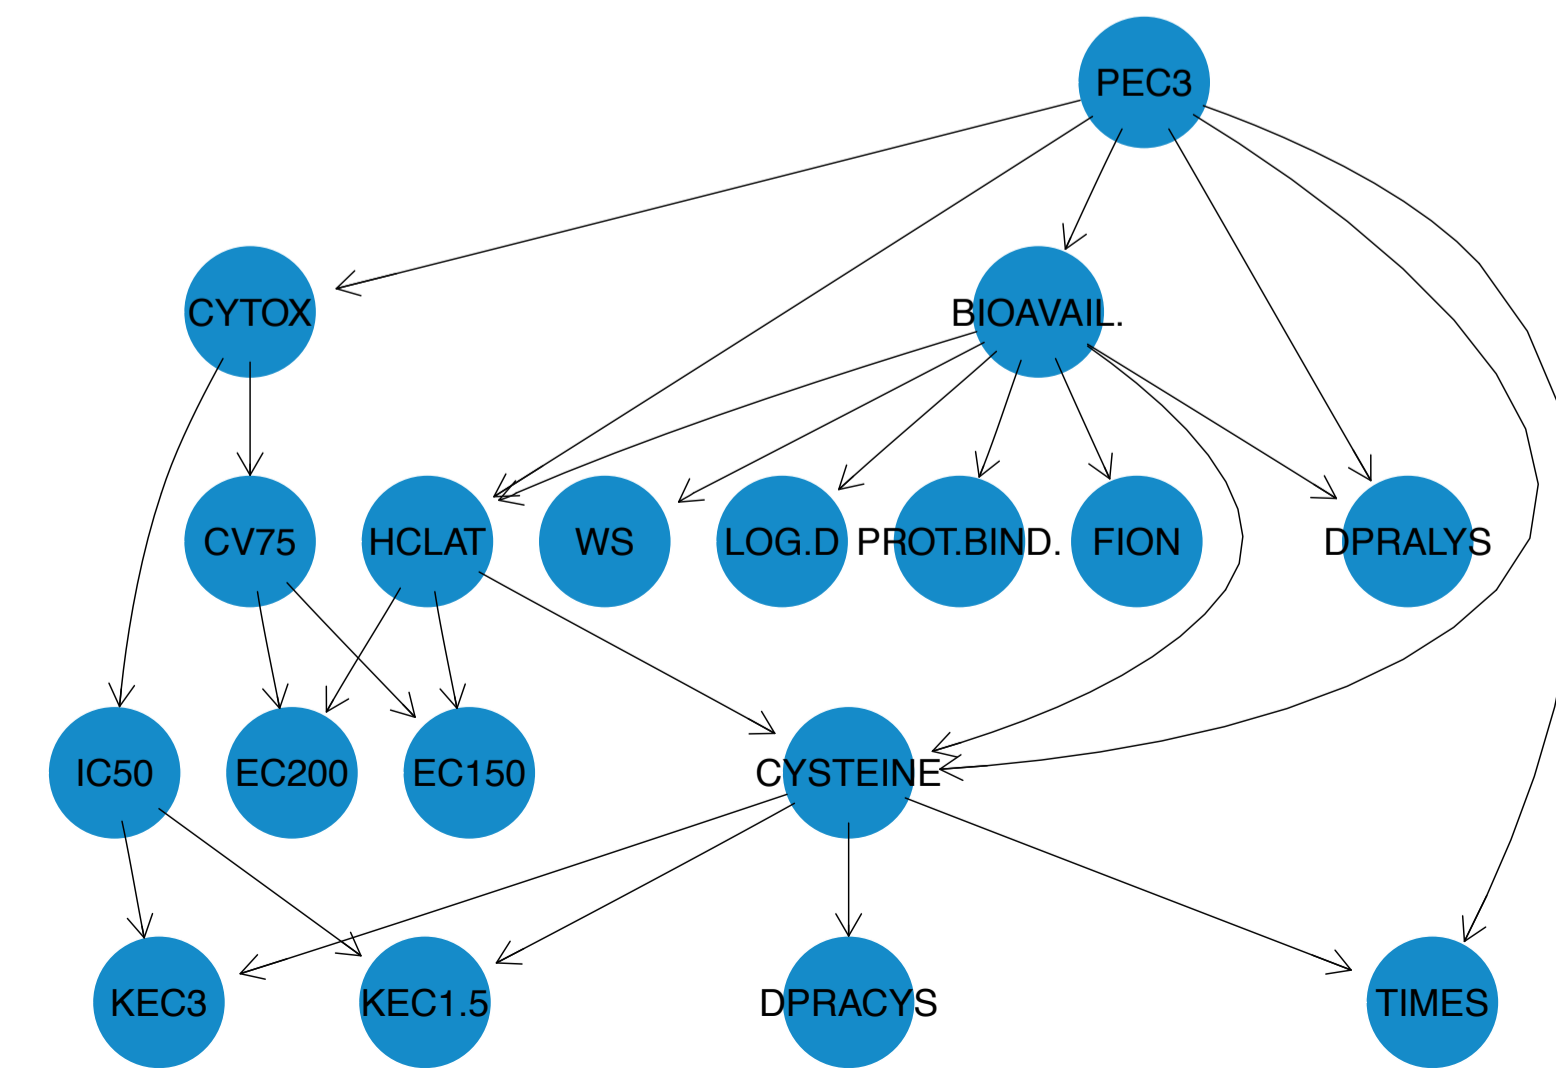 PEC3
CYTOX
BIOAVAIL.
CV75
HCLAT
WS
LOG.D
PROT.BIND.
FION
DPRALYS
IC50
EC200
EC150
CYSTEINE
KEC3
KEC1.5
DPRACYS
TIMES